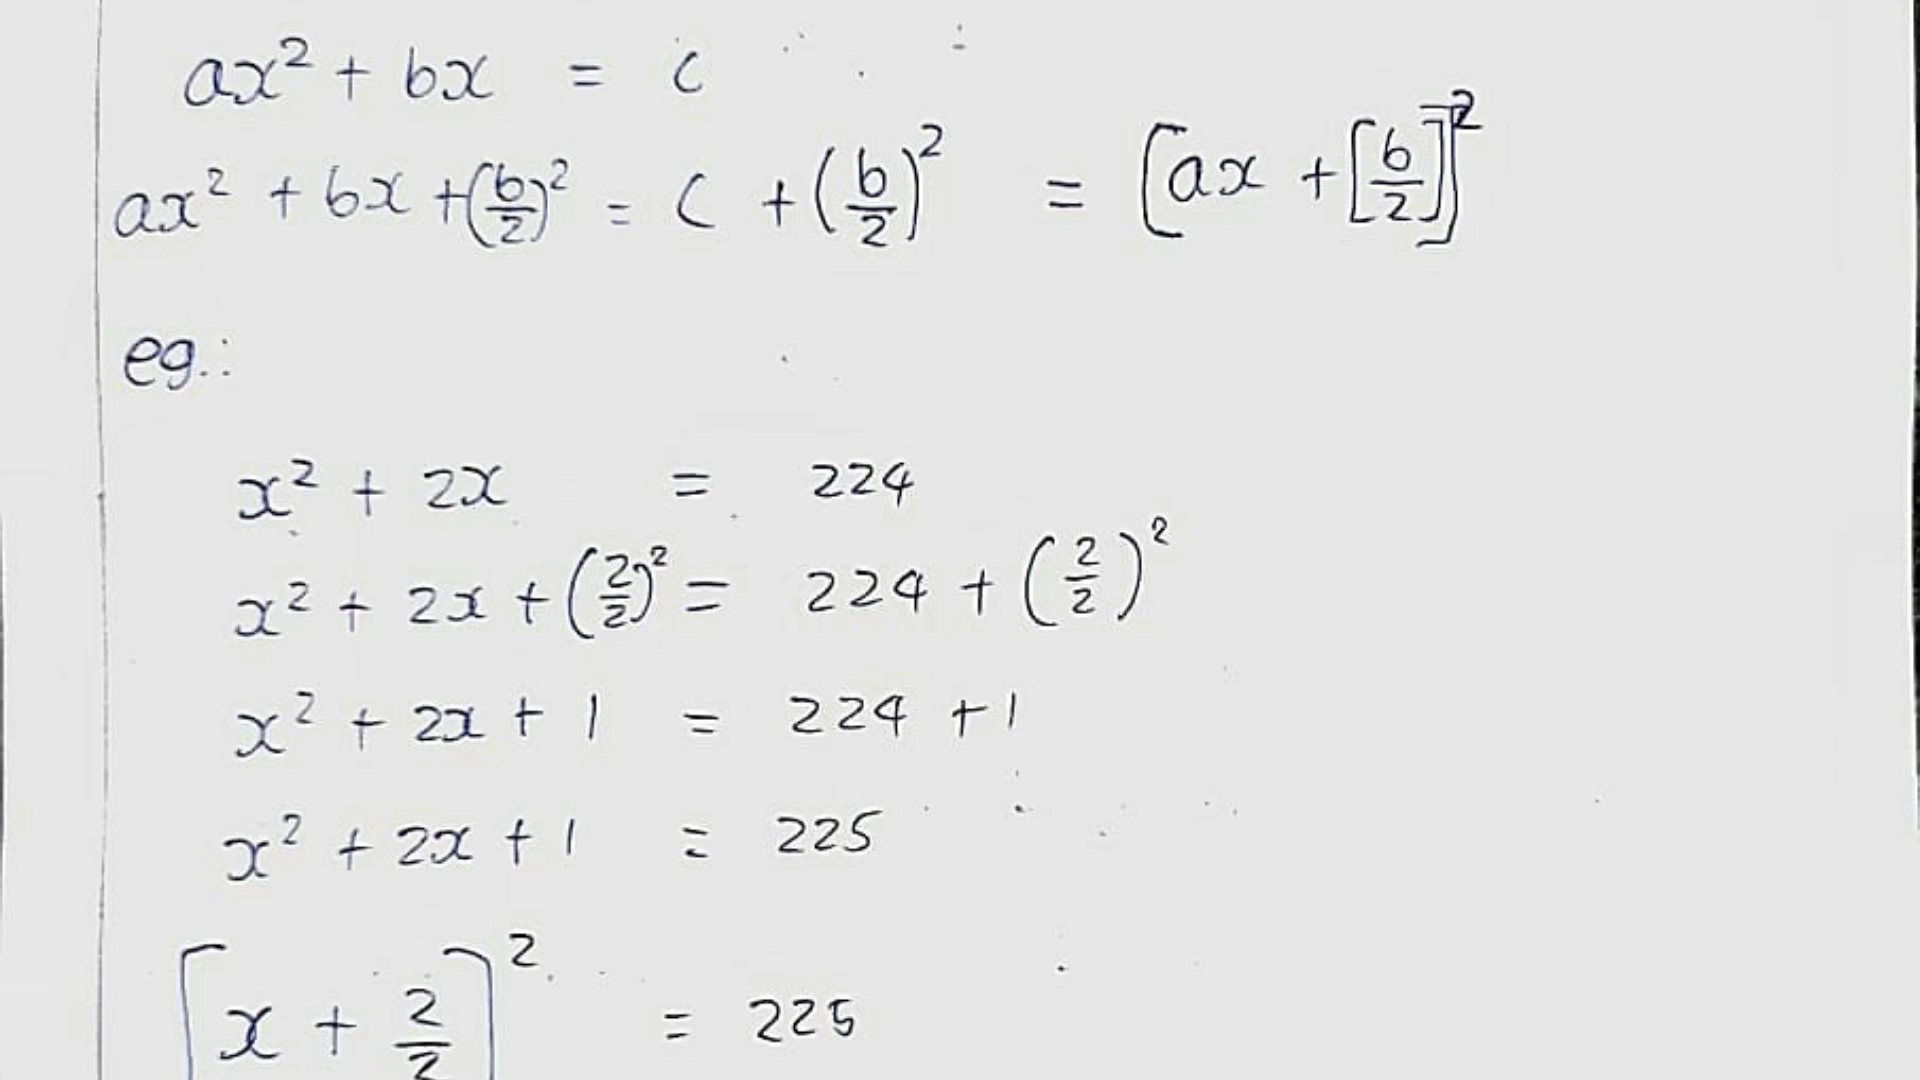 ax² + bx = c
ax² + bx + (b/2)² = c + (b/2)² = [ax + [b/2]]²
eg.:
x² + 2x = 224
x² + 2x + (2/2)² = 224 + (2/2)²
x² + 2x + 1 = 224 + 1
x² + 2x + 1 = 225
[x + 2/2]² = 225